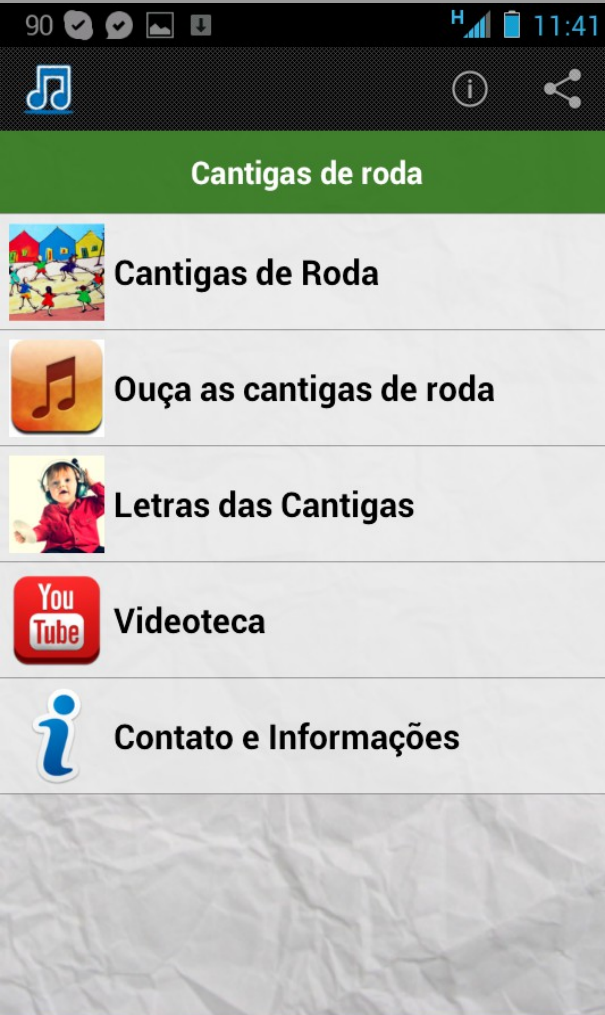 90
H
11:41
Cantigas de roda
Cantigas de Roda
Ouça as cantigas de roda
Letras das Cantigas
You
Tube
Videoteca
Contato e Informações